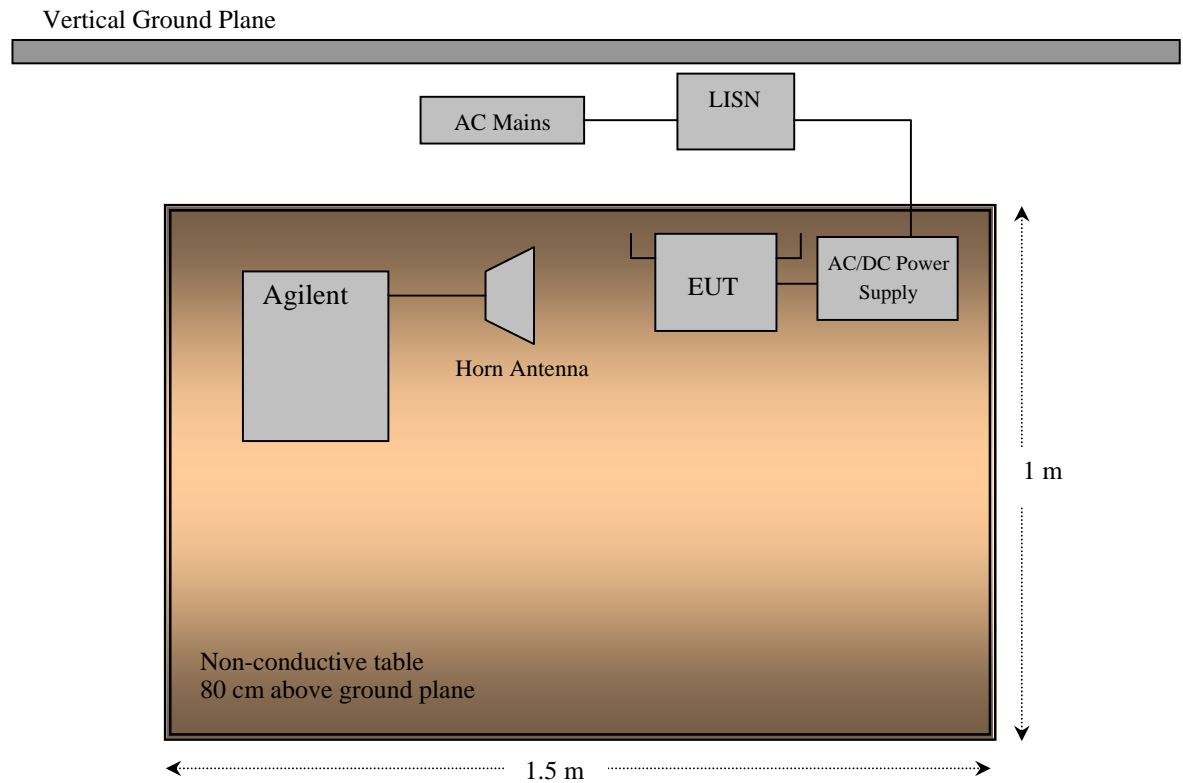 Vertical Ground Plane
LISN
AC Mains
AC/DC Power
Supply
EUT
Agilent
Horn Antenna
1 m
Non-conductive table
80 cm above ground plane
1.5 m